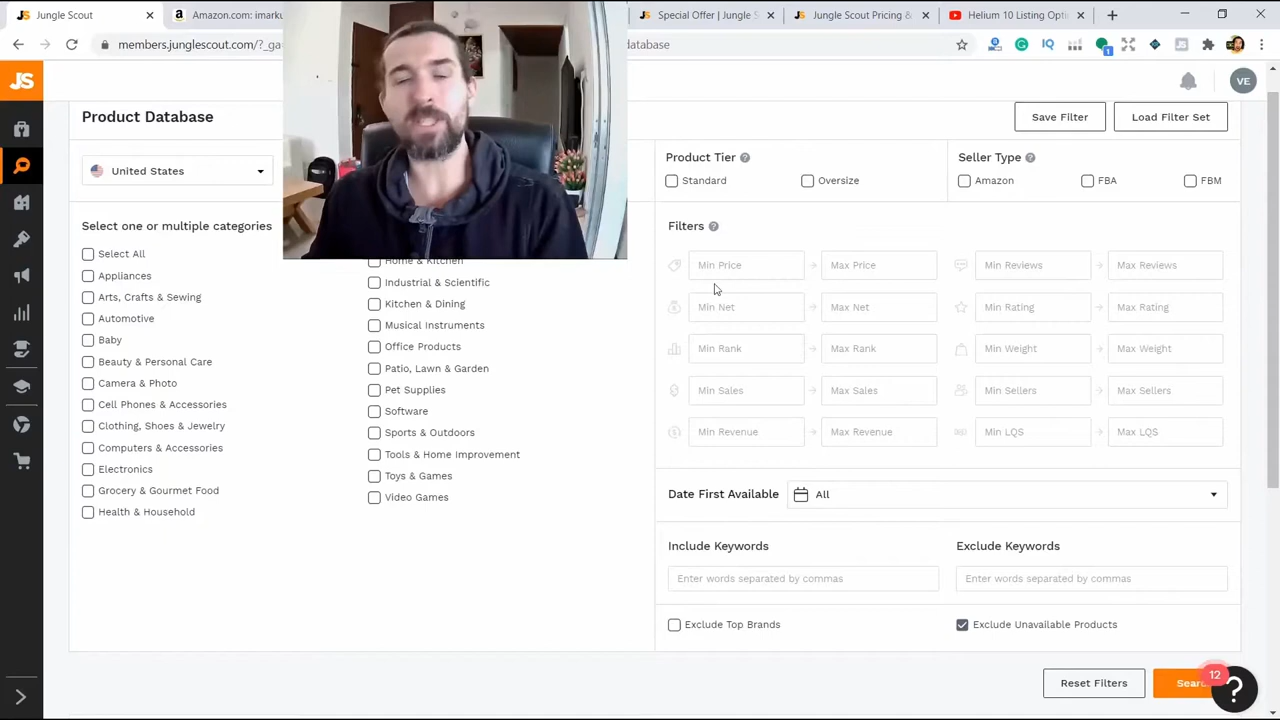 Jungle Scout
Amazon.com: imarku
Special Offer | Jungle S
Jungle Scout Pricing &
Helium 10 Listing Opti
members.junglescout.com/?_ga
database
JS
VE
Product Database
Save Filter
Load Filter Set
United States
Product Tier
Standard
Oversize
Seller Type
Amazon
FBA
FBM
Select one or multiple categories
Select All
Appliances
Arts, Crafts & Sewing
Automotive
Baby
Beauty & Personal Care
Camera & Photo
Cell Phones & Accessories
Clothing, Shoes & Jewelry
Computers & Accessories
Electronics
Grocery & Gourmet Food
Health & Household
Home & Kitchen
Industrial & Scientific
Kitchen & Dining
Musical Instruments
Office Products
Patio, Lawn & Garden
Pet Supplies
Software
Sports & Outdoors
Tools & Home Improvement
Toys & Games
Video Games
Filters
Min Price
Max Price
Min Reviews
Max Reviews
Min Net
Max Net
Min Rating
Max Rating
Min Rank
Max Rank
Min Weight
Max Weight
Min Sales
Max Sales
Min Sellers
Max Sellers
Min Revenue
Max Revenue
Min LQS
Max LQS
Date First Available
All
Include Keywords
Exclude Keywords
Enter words separated by commas
Enter words separated by commas
Exclude Top Brands
Exclude Unavailable Products
Reset Filters
Sear
12